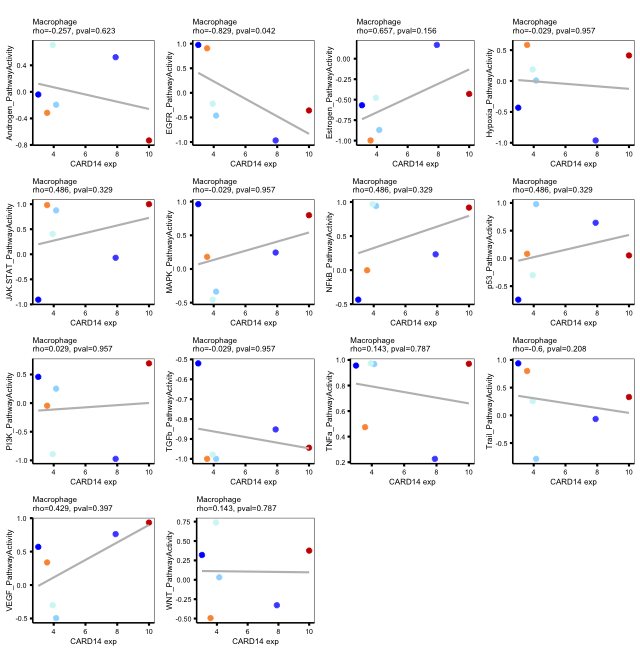 Macrophage
rho=-0.257, pval=0.623
Androgen_PathwayActivity
0.4
0.0
-0.4
-0.8
4
6
8
10
CARD14 exp
Macrophage
rho=-0.829, pval=0.042
EGFR_PathwayActivity
1.0
0.5
0.0
-0.5
-1.0
4
6
8
10
CARD14 exp
Macrophage
rho=0.657, pval=0.156
Estrogen_PathwayActivity
0.00
-0.25
-0.50
-0.75
-1.00
4
6
8
10
CARD14 exp
Macrophage
rho=-0.029, pval=0.957
Hypoxia_PathwayActivity
0.5
0.0
-0.5
-1.0
4
6
8
10
CARD14 exp
Macrophage
rho=0.486, pval=0.329
JAK-STAT_PathwayActivity
1.0
0.5
0.0
-0.5
-1.0
4
6
8
10
CARD14 exp
Macrophage
rho=-0.029, pval=0.957
MAPK_PathwayActivity
1.0
0.5
0.0
-0.5
4
6
8
10
CARD14 exp
Macrophage
rho=0.486, pval=0.329
NFkB_PathwayActivity
1.0
0.5
0.0
-0.5
4
6
8
10
CARD14 exp
Macrophage
rho=0.486, pval=0.329
p53_PathwayActivity
1.0
0.5
0.0
-0.5
4
6
8
10
CARD14 exp
Macrophage
rho=0.029, pval=0.957
PI3K_PathwayActivity
0.5
0.0
-0.5
-1.0
4
6
8
10
CARD14 exp
Macrophage
rho=-0.029, pval=0.957
TGFb_PathwayActivity
-0.5
-0.6
-0.7
-0.8
-0.9
-1.0
4
6
8
10
CARD14 exp
Macrophage
rho=0.143, pval=0.787
TNFa_PathwayActivity
1.0
0.8
0.6
0.4
0.2
4
6
8
10
CARD14 exp
Macrophage
rho=-0.6, pval=0.208
Trail_PathwayActivity
1.0
0.5
0.0
-0.5
4
6
8
10
CARD14 exp
Macrophage
rho=0.429, pval=0.397
VEGF_PathwayActivity
1.0
0.5
0.0
-0.5
4
6
8
10
CARD14 exp
Macrophage
rho=0.143, pval=0.787
WNT_PathwayActivity
0.75
0.50
0.25
0.00
-0.25
-0.50
4
6
8
10
CARD14 exp